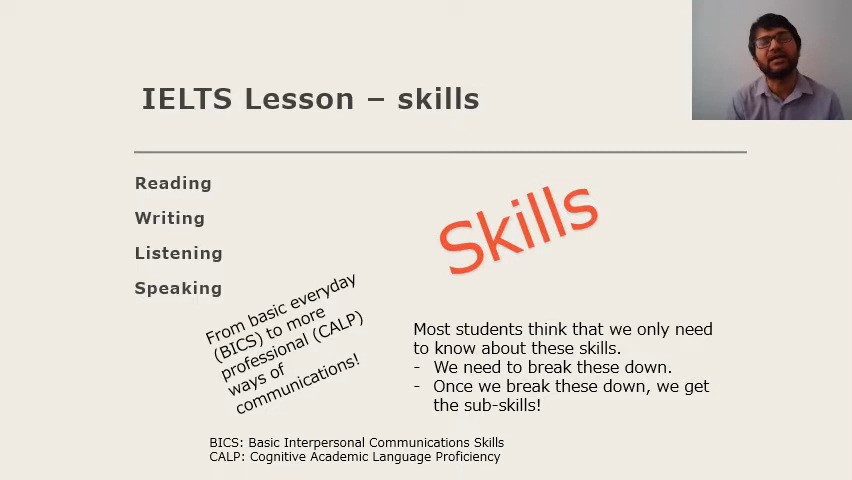 IELTS Lesson – skills
Reading
Writing
Listening
Speaking
Skills
From basic everyday
(BICS) to more
professional (CALP)
ways of
communications!
Most students think that we only need
to know about these skills.
- We need to break these down.
- Once we break these down, we get
the sub-skills!
BICS: Basic Interpersonal Communications Skills
CALP: Cognitive Academic Language Proficiency